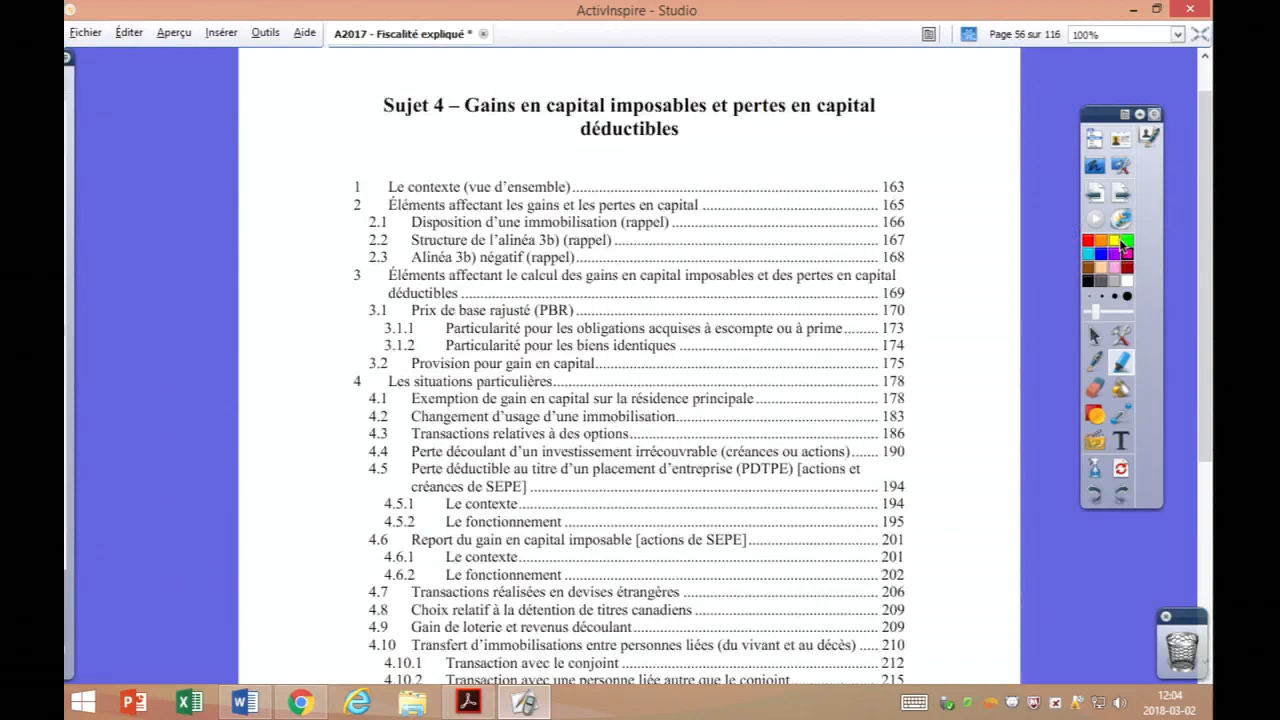 ActivInspire - Studio
Fichier Éditer Aperçu Insérer Outils Aide A2017 - Fiscalité expliqué * Page 56 sur 116 100%
Sujet 4 – Gains en capital imposables et pertes en capital
déductibles
1 Le contexte (vue d’ensemble) 163
2 Éléments affectant les gains et les pertes en capital 165
2.1 Disposition d’une immobilisation (rappel) 166
2.2 Structure de l’alinéa 3b) (rappel) 167
2.3 Alinéa 3b) négatif (rappel) 168
3 Éléments affectant le calcul des gains en capital imposables et des pertes en capital
déductibles 169
3.1 Prix de base rajusté (PBR) 170
3.1.1 Particularité pour les obligations acquises à escompte ou à prime 173
3.1.2 Particularité pour les biens identiques 174
3.2 Provision pour gain en capital 175
4 Les situations particulières 178
4.1 Exemption de gain en capital sur la résidence principale 178
4.2 Changement d’usage d’une immobilisation 183
4.3 Transactions relatives à des options 186
4.4 Perte découlant d’un investissement irrécouvrable (créances ou actions) 190
4.5 Perte déductible au titre d’un placement d’entreprise (PDTPE) [actions et
créances de SEPE] 194
4.5.1 Le contexte 194
4.5.2 Le fonctionnement 195
4.6 Report du gain en capital imposable [actions de SEPE] 201
4.6.1 Le contexte 201
4.6.2 Le fonctionnement 202
4.7 Transactions réalisées en devises étrangères 206
4.8 Choix relatif à la détention de titres canadiens 209
4.9 Gain de loterie et revenus découlant 209
4.10 Transfert d’immobilisations entre personnes liées (du vivant et au décès) 210
4.10.1 Transaction avec le conjoint 212
4.10.2 Transaction avec une personne liée autre que le conjoint 215
12:04
2018-03-02